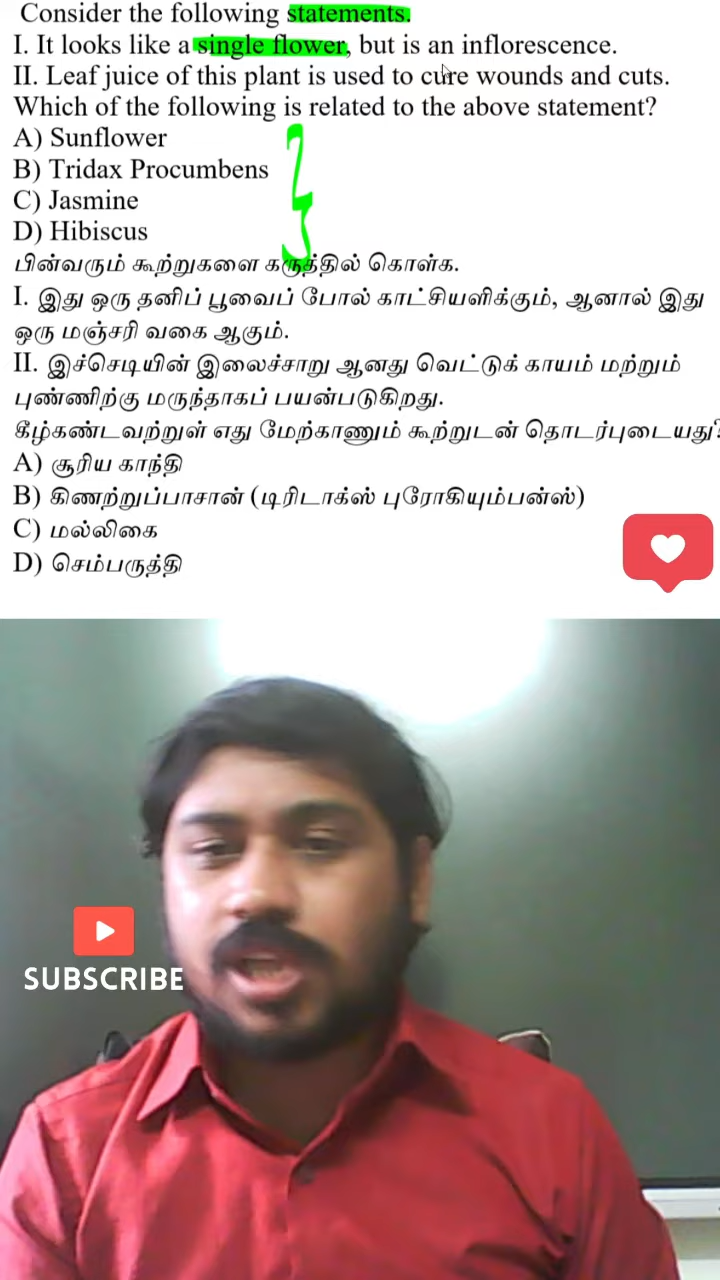 Consider the following statements.
I. It looks like a single flower, but is an inflorescence.
II. Leaf juice of this plant is used to cure wounds and cuts.
Which of the following is related to the above statement?
A) Sunflower
B) Tridax Procumbens
C) Jasmine
D) Hibiscus
பின்வரும் கூற்றுகளை கருத்தில் கொள்க.
I. இது ஒரு தனிப் பூவைப் போல் காட்சியளிக்கும், ஆனால் இது
ஒரு மஞ்சரி வகை ஆகும்.
II. இச்செடியின் இலைச்சாறு ஆனது வெட்டுக் காயம் மற்றும்
புண்ணிற்கு மருந்தாகப் பயன்படுகிறது.
கீழ்கண்டவற்றுள் எது மேற்காணும் கூற்றுடன் தொடர்புடையது?
A) சூரிய காந்தி
B) கிணற்றுப்பாசான் (டிரிடாக்ஸ் புரோகியும்பன்ஸ்)
C) மல்லிகை
D) செம்பருத்தி
SUBSCRIBE